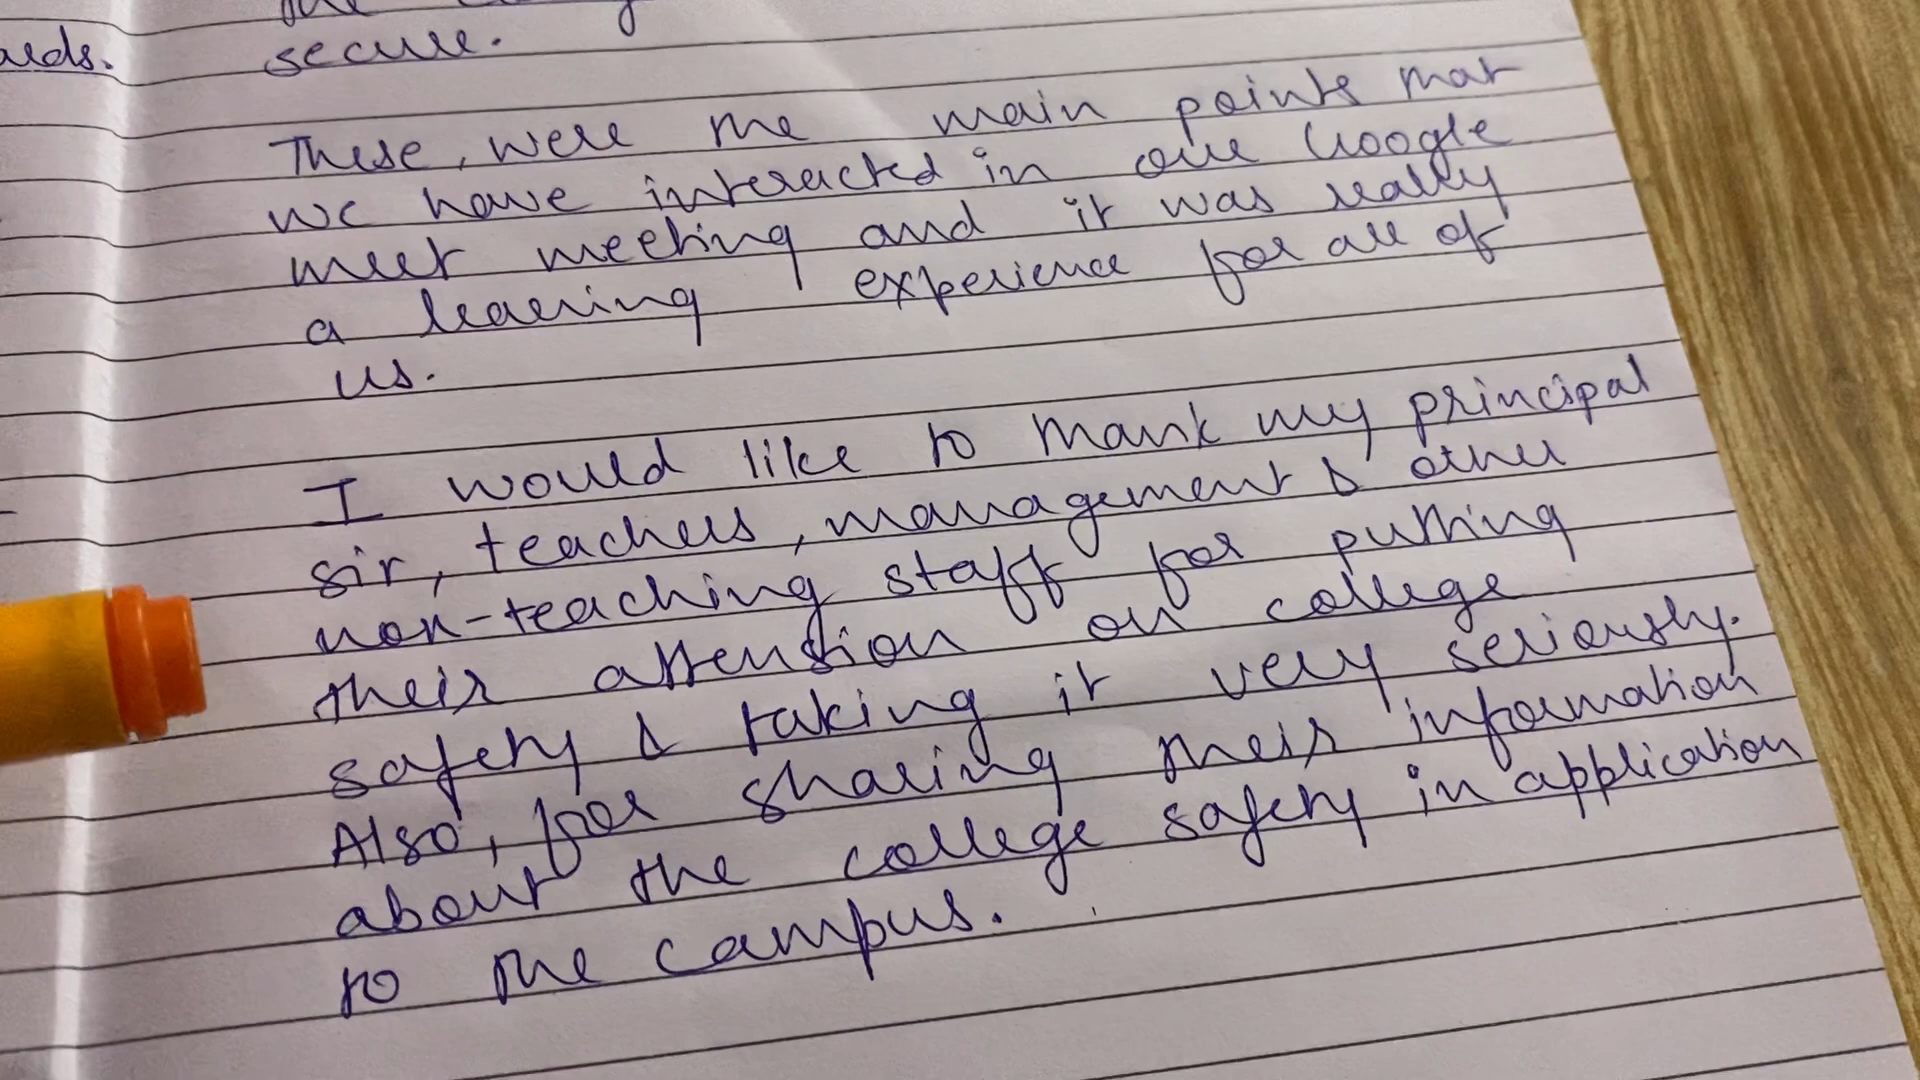 secure.
These, were the main points that
we have interacted in our Google
meet meeting and it was really
a learning experience for all of
us.
I would like to thank my principal
sir, teachers, management & other
non-teaching staff for putting
their attension on college
safety & taking it very seriously.
Also, for sharing their information
about the college safety in application
to the campus.